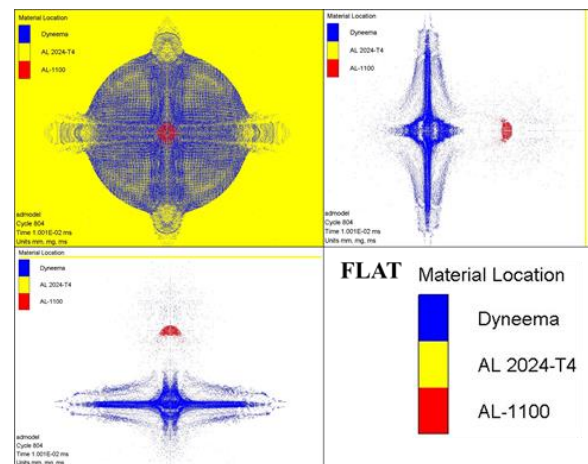 Material Location
Dyneema
AL 2024-T4
AL-1100
admodel
Cycle 804
Time 1.001E-02 ms
Units mm, mg, ms
Material Location
Dyneema
AL 2024-T4
AL-1100
admodel
Cycle 804
Time 1.001E-02 ms
Units mm, mg, ms
Material Location
Dyneema
AL 2024-T4
AL-1100
admodel
Cycle 804
Time 1.001E-02 ms
Units mm, mg, ms
FLAT Material Location
Dyneema
AL 2024-T4
AL-1100